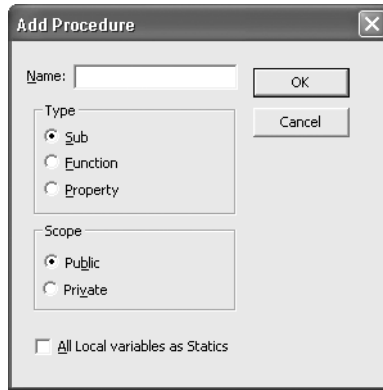 Add Procedure
Name:
OK
Cancel
Type
Sub
Function
Property
Scope
Public
Private
All Local variables as Statics